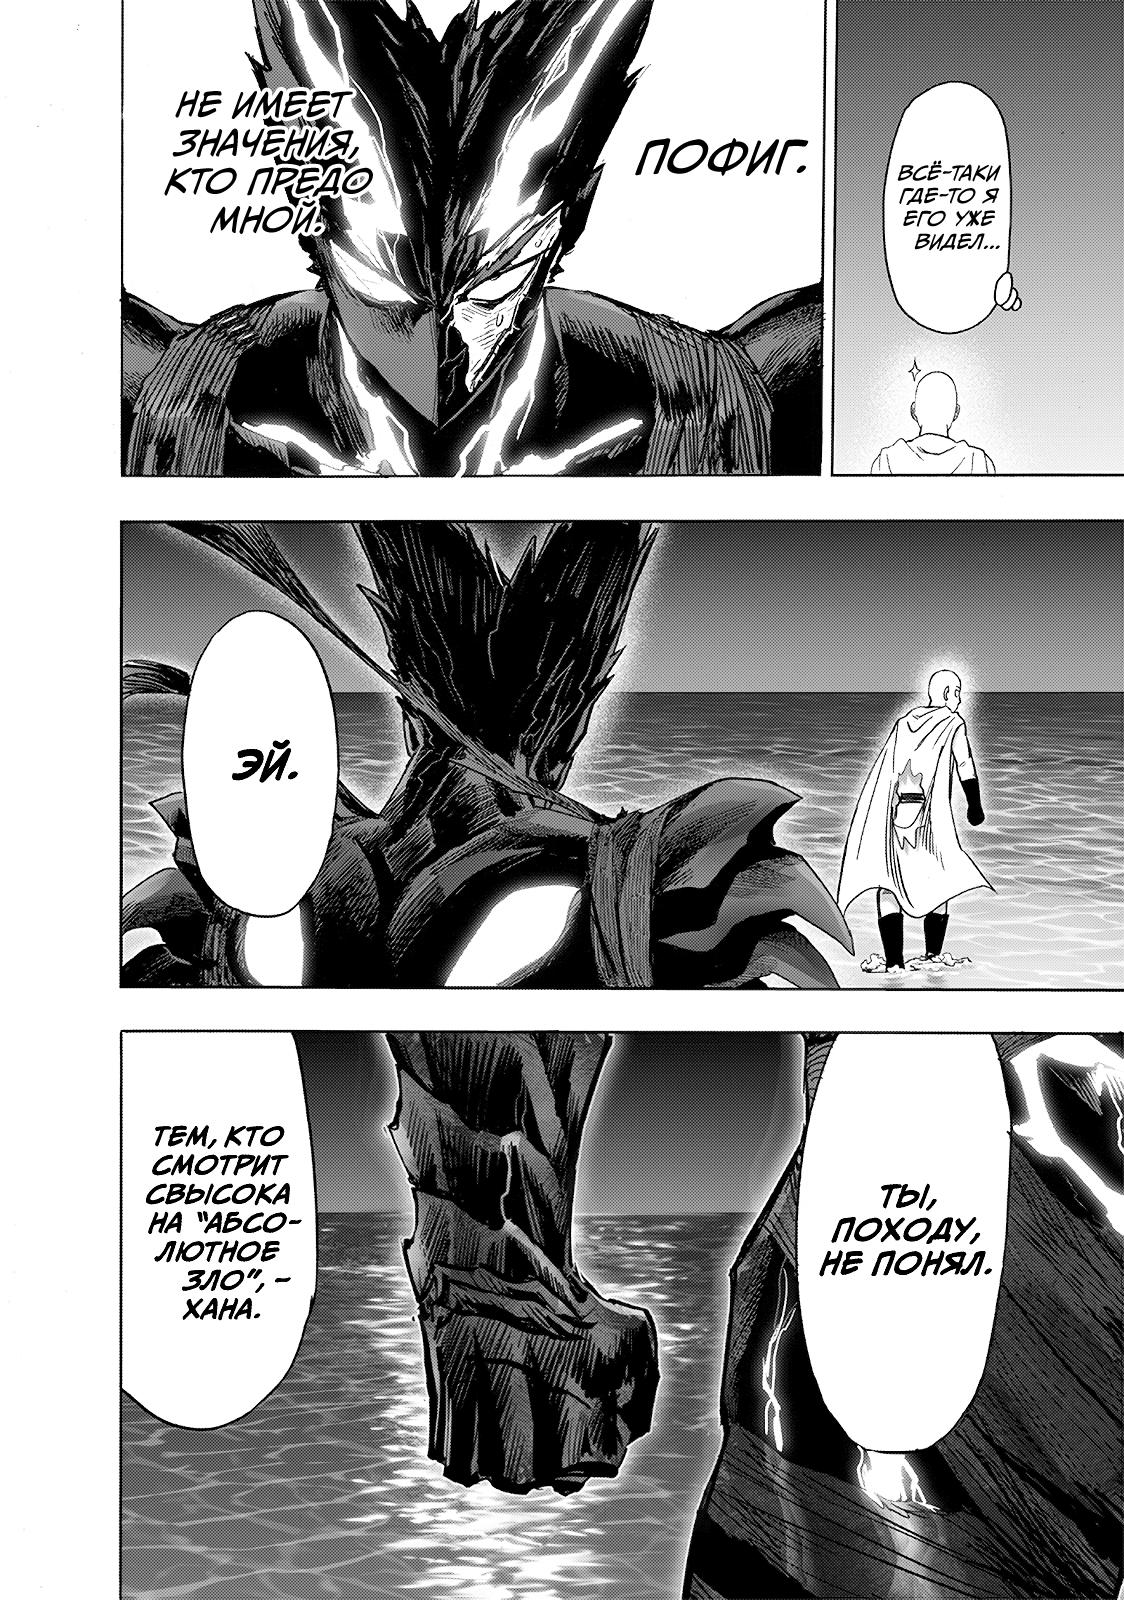 ВСЁ-ТАКИ
ГДЕ-ТО Я
ЕГО УЖЕ
ВИДЕЛ...
ПОФИГ.
НЕ ИМЕЕТ
ЗНАЧЕНИЯ,
КТО ПРЕДО
МНОЙ.
ЭЙ.
ТЫ,
ПОХОДУ,
НЕ ПОНЯЛ.
ТЕМ, КТО
СМОТРИТ
СВЫСОКА
НА “АБСО-
ЛЮТНОЕ
ЗЛО”, -
ХАНА.